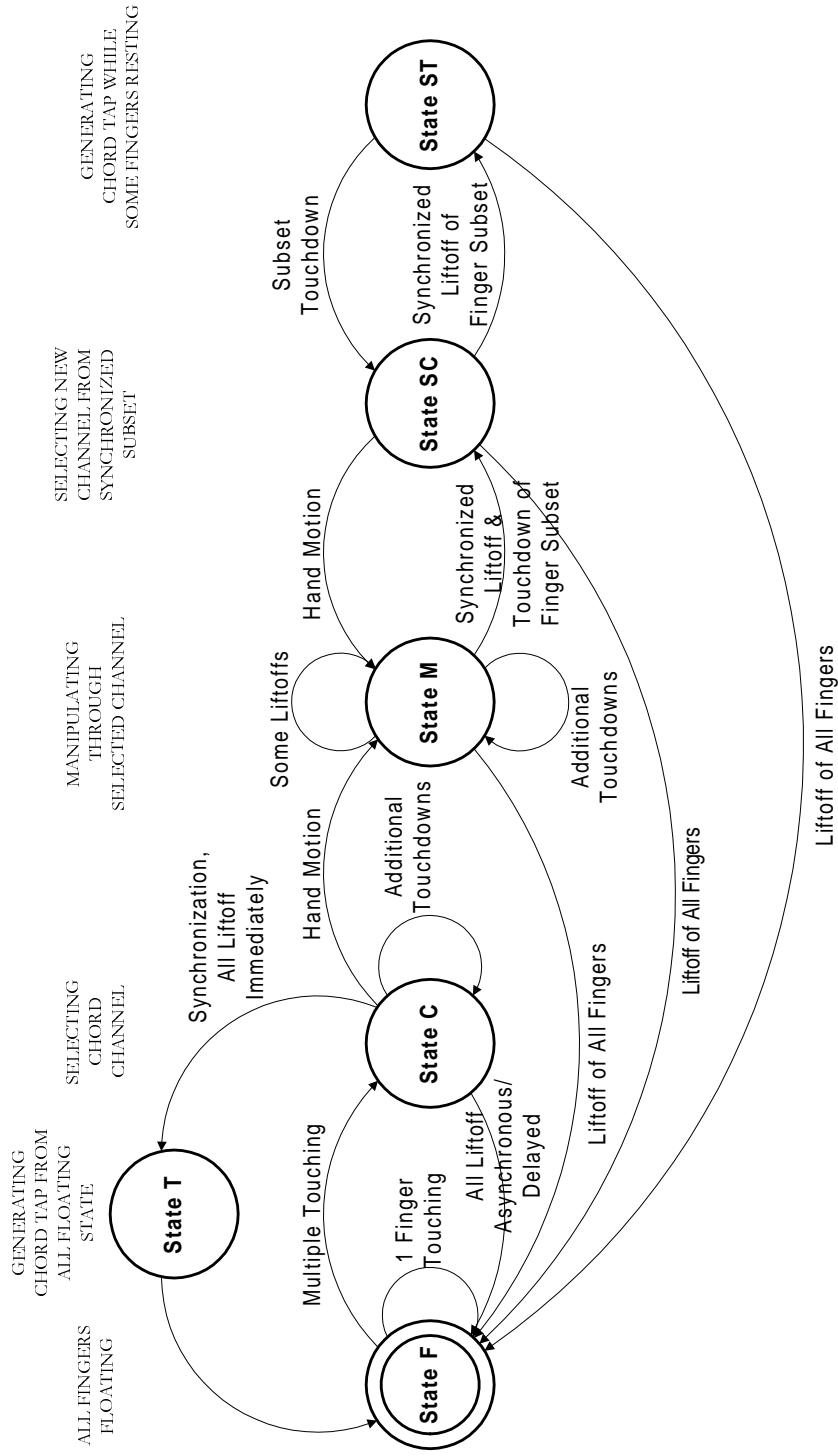 ALL FINGERS
FLOATING
GENERATING
CHORD TAP FROM
ALL FLOATING
STATE
SELECTING
CHORD
CHANNEL
MANIPULATING
THROUGH
SELECTED CHANNEL
SELECTING NEW
CHANNEL FROM
SYNCHRONIZED
SUBSET
GENERATING
CHORD TAP WHILE
SOME FINGERS RESTING
State T
Synchronization,
All Liftoff
Immediately
Multiple Touching
Hand Motion
Some Liftoffs
Hand Motion
Subset
Touchdown
State F
1 Finger
Touching
State C
Additional
Touchdowns
State M
State SC
State ST
All Liftoff
Asynchronous/
Delayed
Additional
Touchdowns
Synchronized
Liftoff &
Touchdown of
Finger Subset
Synchronized
Liftoff of
Finger Subset
Liftoff of All Fingers
Liftoff of All Fingers
Liftoff of All Fingers